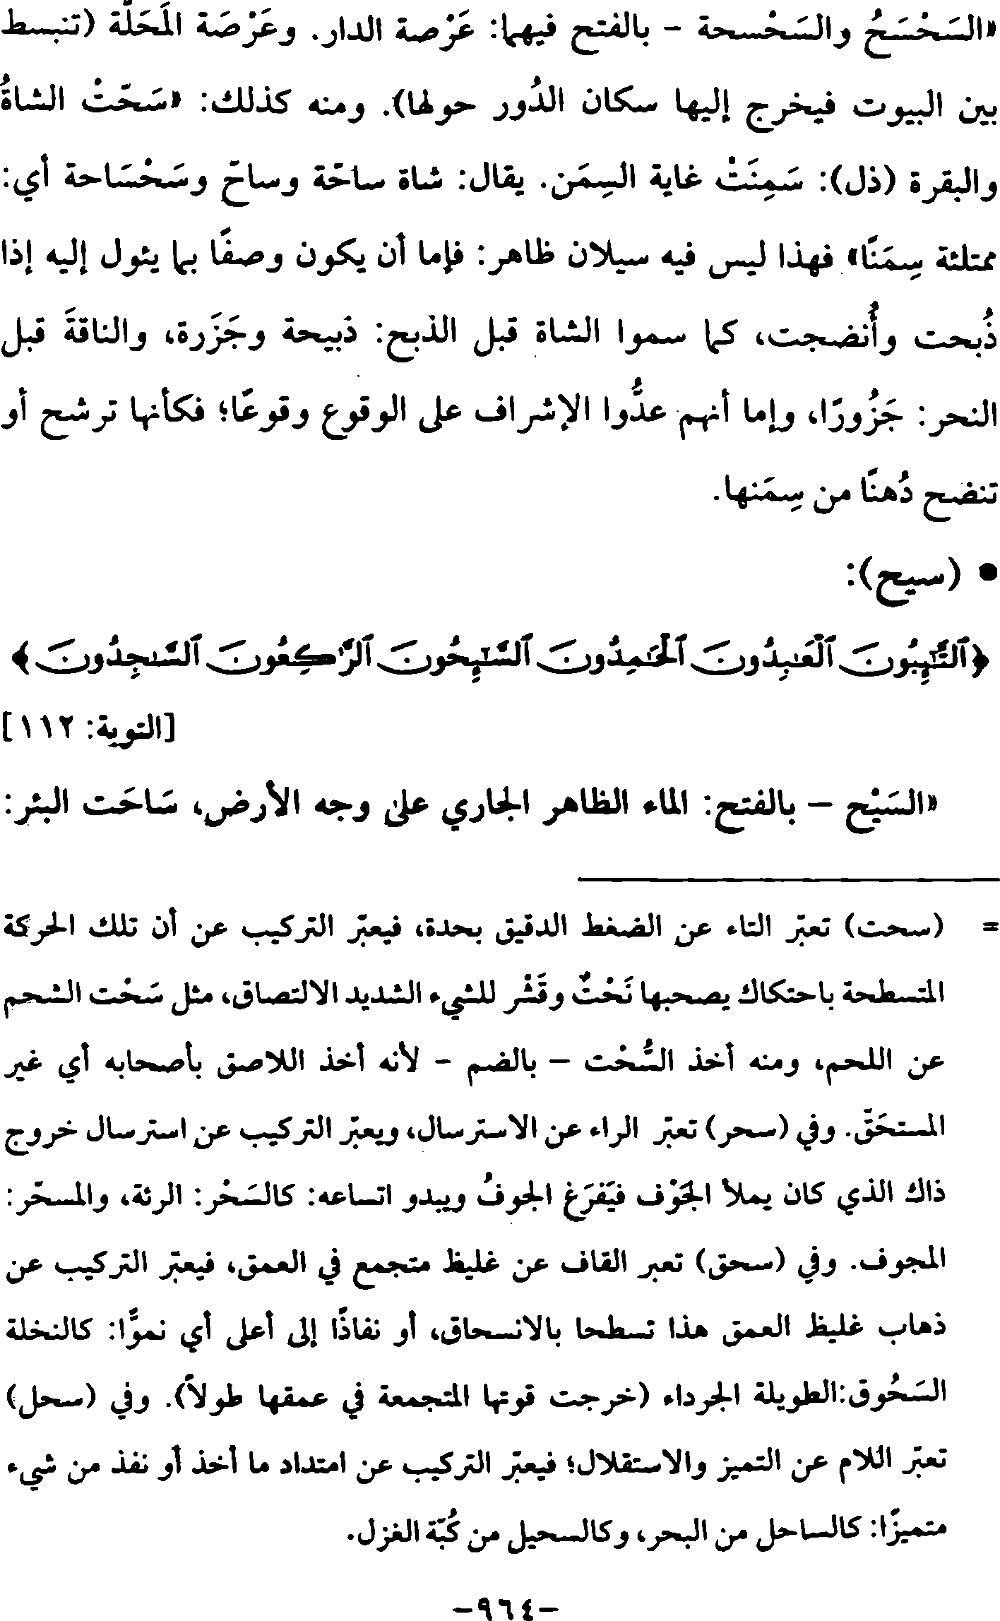 «السَحْسَحُ والسَحْسحة - بالفتح فيهما: عَرْصة الدار. وعَرْصَة المَحَلّة (تنبسط
بين البيوت فيخرج إليها سكان الدُور حولها). ومنه كذلك: «سَحّتْ الشاةُ
والبقرة (ذل): سَمِنَتْ غاية السِمَن. يقال: شاة ساحّة وساحّ وسَحْسَاحة أي:
ممتلئة سِمَنًا» فهذا ليس فيه سيلان ظاهر: فإما أن يكون وصفًا بما يئول إليه إذا
ذُبحت وأُنضجت، كما سموا الشاة قبل الذبح: ذبيحة وجَزَرة، والناقةَ قبل
النحر: جَزُورًا، وإما أنهم عدُّوا الإشراف على الوقوع وقوعًا؛ فكأنها ترشح أو
تنضح دُهنًا من سِمَنها.
• (سيح):
﴿ٱلتَّـٰٓئِبُونَ ٱلْعَـٰبِدُونَ ٱلْحَـٰمِدُونَ ٱلسَّـٰٓئِحُونَ ٱلرَّٰكِعُونَ ٱلسَّـٰجِدُونَ﴾
[التوبة: ١١٢]
«السَيْح – بالفتح: الماء الظاهر الجاري على وجه الأرض، سَاحَت البئر:
= (سحت) تعبّر التاء عن الضغط الدقيق بحدة، فيعبّر التركيب عن أن تلك الحركة
المتسطحة باحتكاك يصحبها نَحْتٌ وقَشْر للشيء الشديد الالتصاق، مثل سَحْت الشحم
عن اللحم، ومنه أخذ السُّحْت – بالضم - لأنه أخذ اللاصق بأصحابه أي غير
المستحَقّ. وفي (سحر) تعبّر الراء عن الاسترسال، ويعبّر التركيب عن استرسال خروج
ذاك الذي كان يملأ الجَوْف فيَفرَغ الجوفُ ويبدو اتساعه: كالسَحْر: الرئة، والمسحّر:
المجوف. وفي (سحق) تعبر القاف عن غليظ متجمع في العمق، فيعبّر التركيب عن
ذهاب غليظ العمق هذا تسطحا بالانسحاق، أو نفاذًا إلى أعلى أي نموًّا: كالنخلة
السَحُوق:الطويلة الجرداء (خرجت قوتها المتجمعة في عمقها طولاً). وفي (سحل)
تعبّر اللام عن التميز والاستقلال؛ فيعبّر التركيب عن امتداد ما أخذ أو نفذ من شيء
متميزًا: كالساحل من البحر، وكالسحيل من كُبّة الغزل.
-٩٦٤-